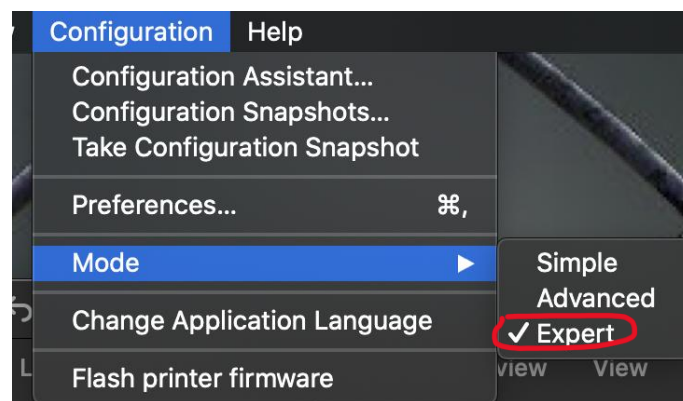 Configuration Help
Configuration Assistant...
Configuration Snapshots...
Take Configuration Snapshot
Preferences... ⌘,
Mode ▶
Simple
Advanced
✓ Expert
Change Application Language
Flash printer firmware
view View